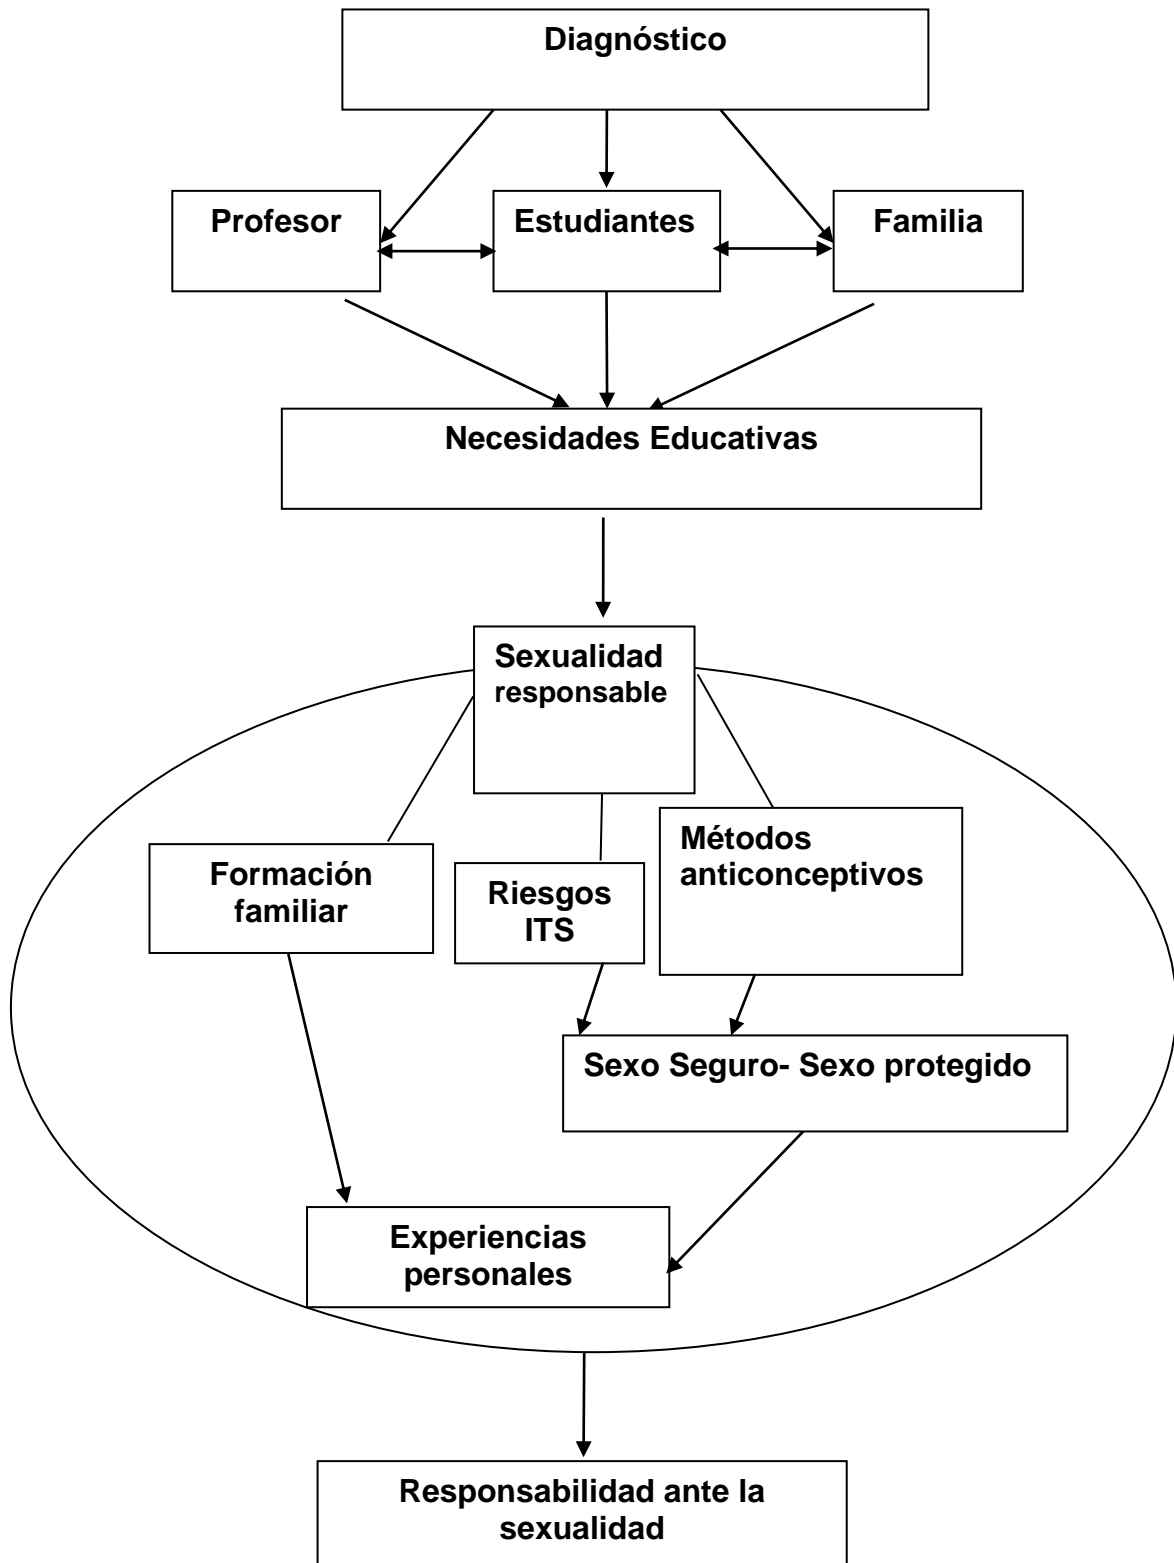 Diagnóstico
Profesor
Estudiantes
Familia
Necesidades Educativas
Sexualidad
responsable
Formación
familiar
Riesgos
ITS
Métodos
anticonceptivos
Sexo Seguro- Sexo protegido
Experiencias
personales
Responsabilidad ante la
sexualidad